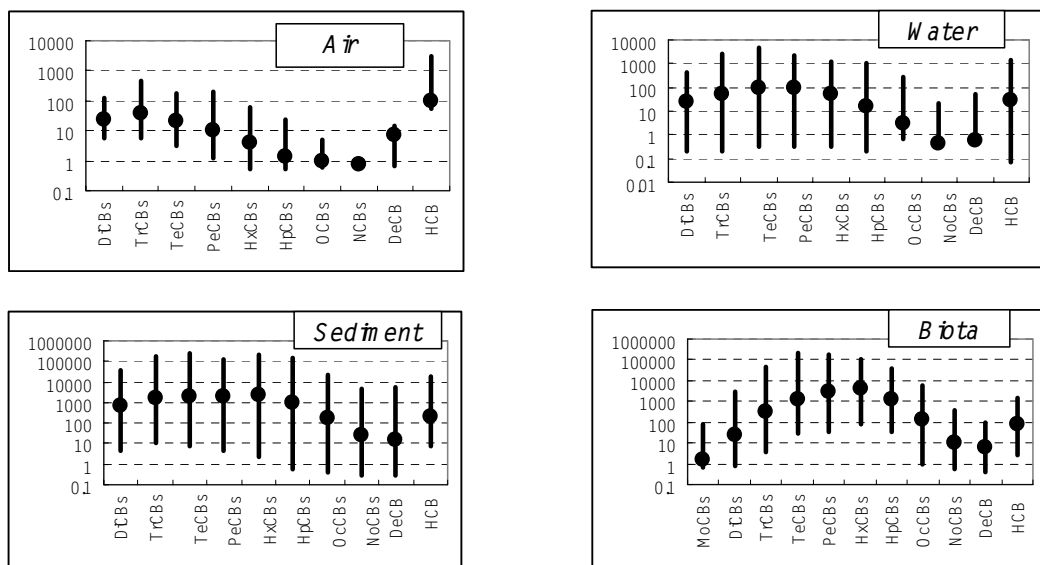 Air
10000
1000
100
10
1
0.1
DiCBs
TrCBs
TeCBs
PeCBs
HxCBs
HpCBs
OCBs
NCBs
DeCB
HCB
Water
10000
1000
100
10
1
0.1
0.01
DiCBs
TrCBs
TeCBs
PeCBs
HxCBs
HpCBs
OccCBs
NoCBs
DeCB
HCB
Sediment
1000000
100000
10000
1000
100
10
1
0.1
DiCBs
TrCBs
TeCBs
PeCBs
HxCBs
HpCBs
OccCBs
NoCBs
DeCB
HCB
Biota
1000000
100000
10000
1000
100
10
1
0.1
MoCBs
DiCBs
TrCBs
TeCBs
PeCBs
HxCBs
HpCBs
OccCBs
NoCBs
DeCB
HCB